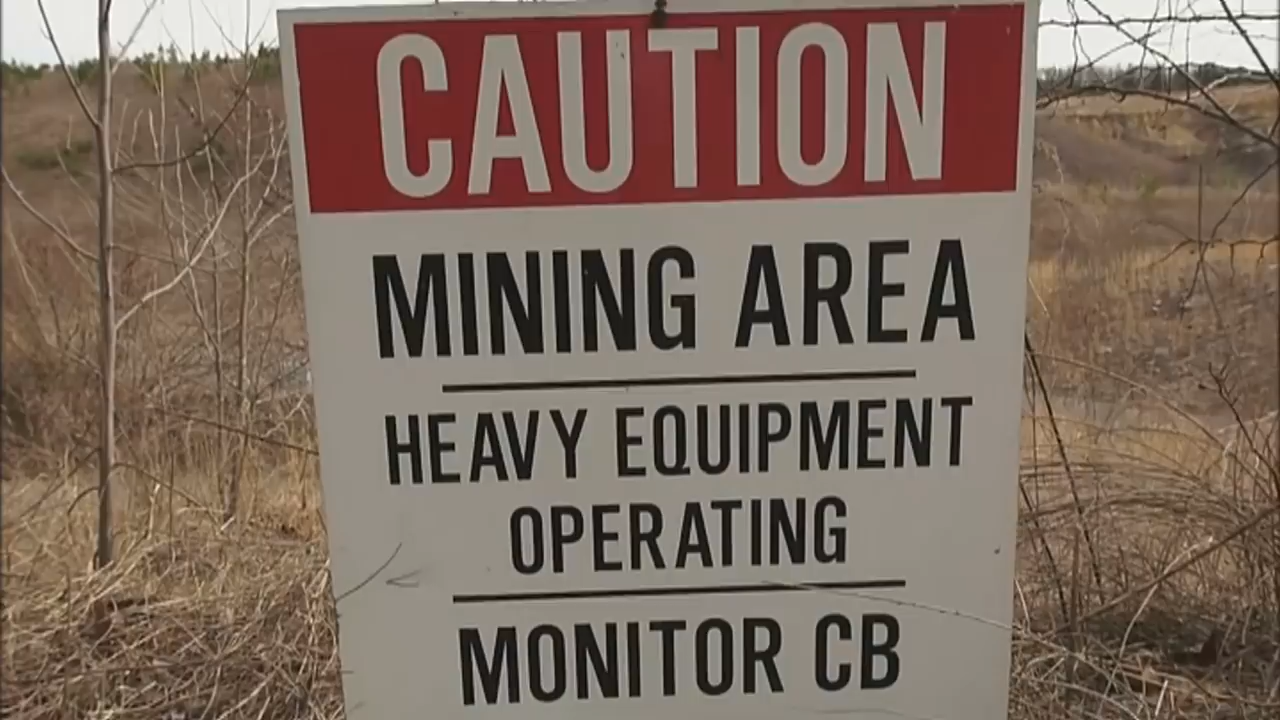 CAUTION
MINING AREA
HEAVY EQUIPMENT
OPERATING
MONITOR CB